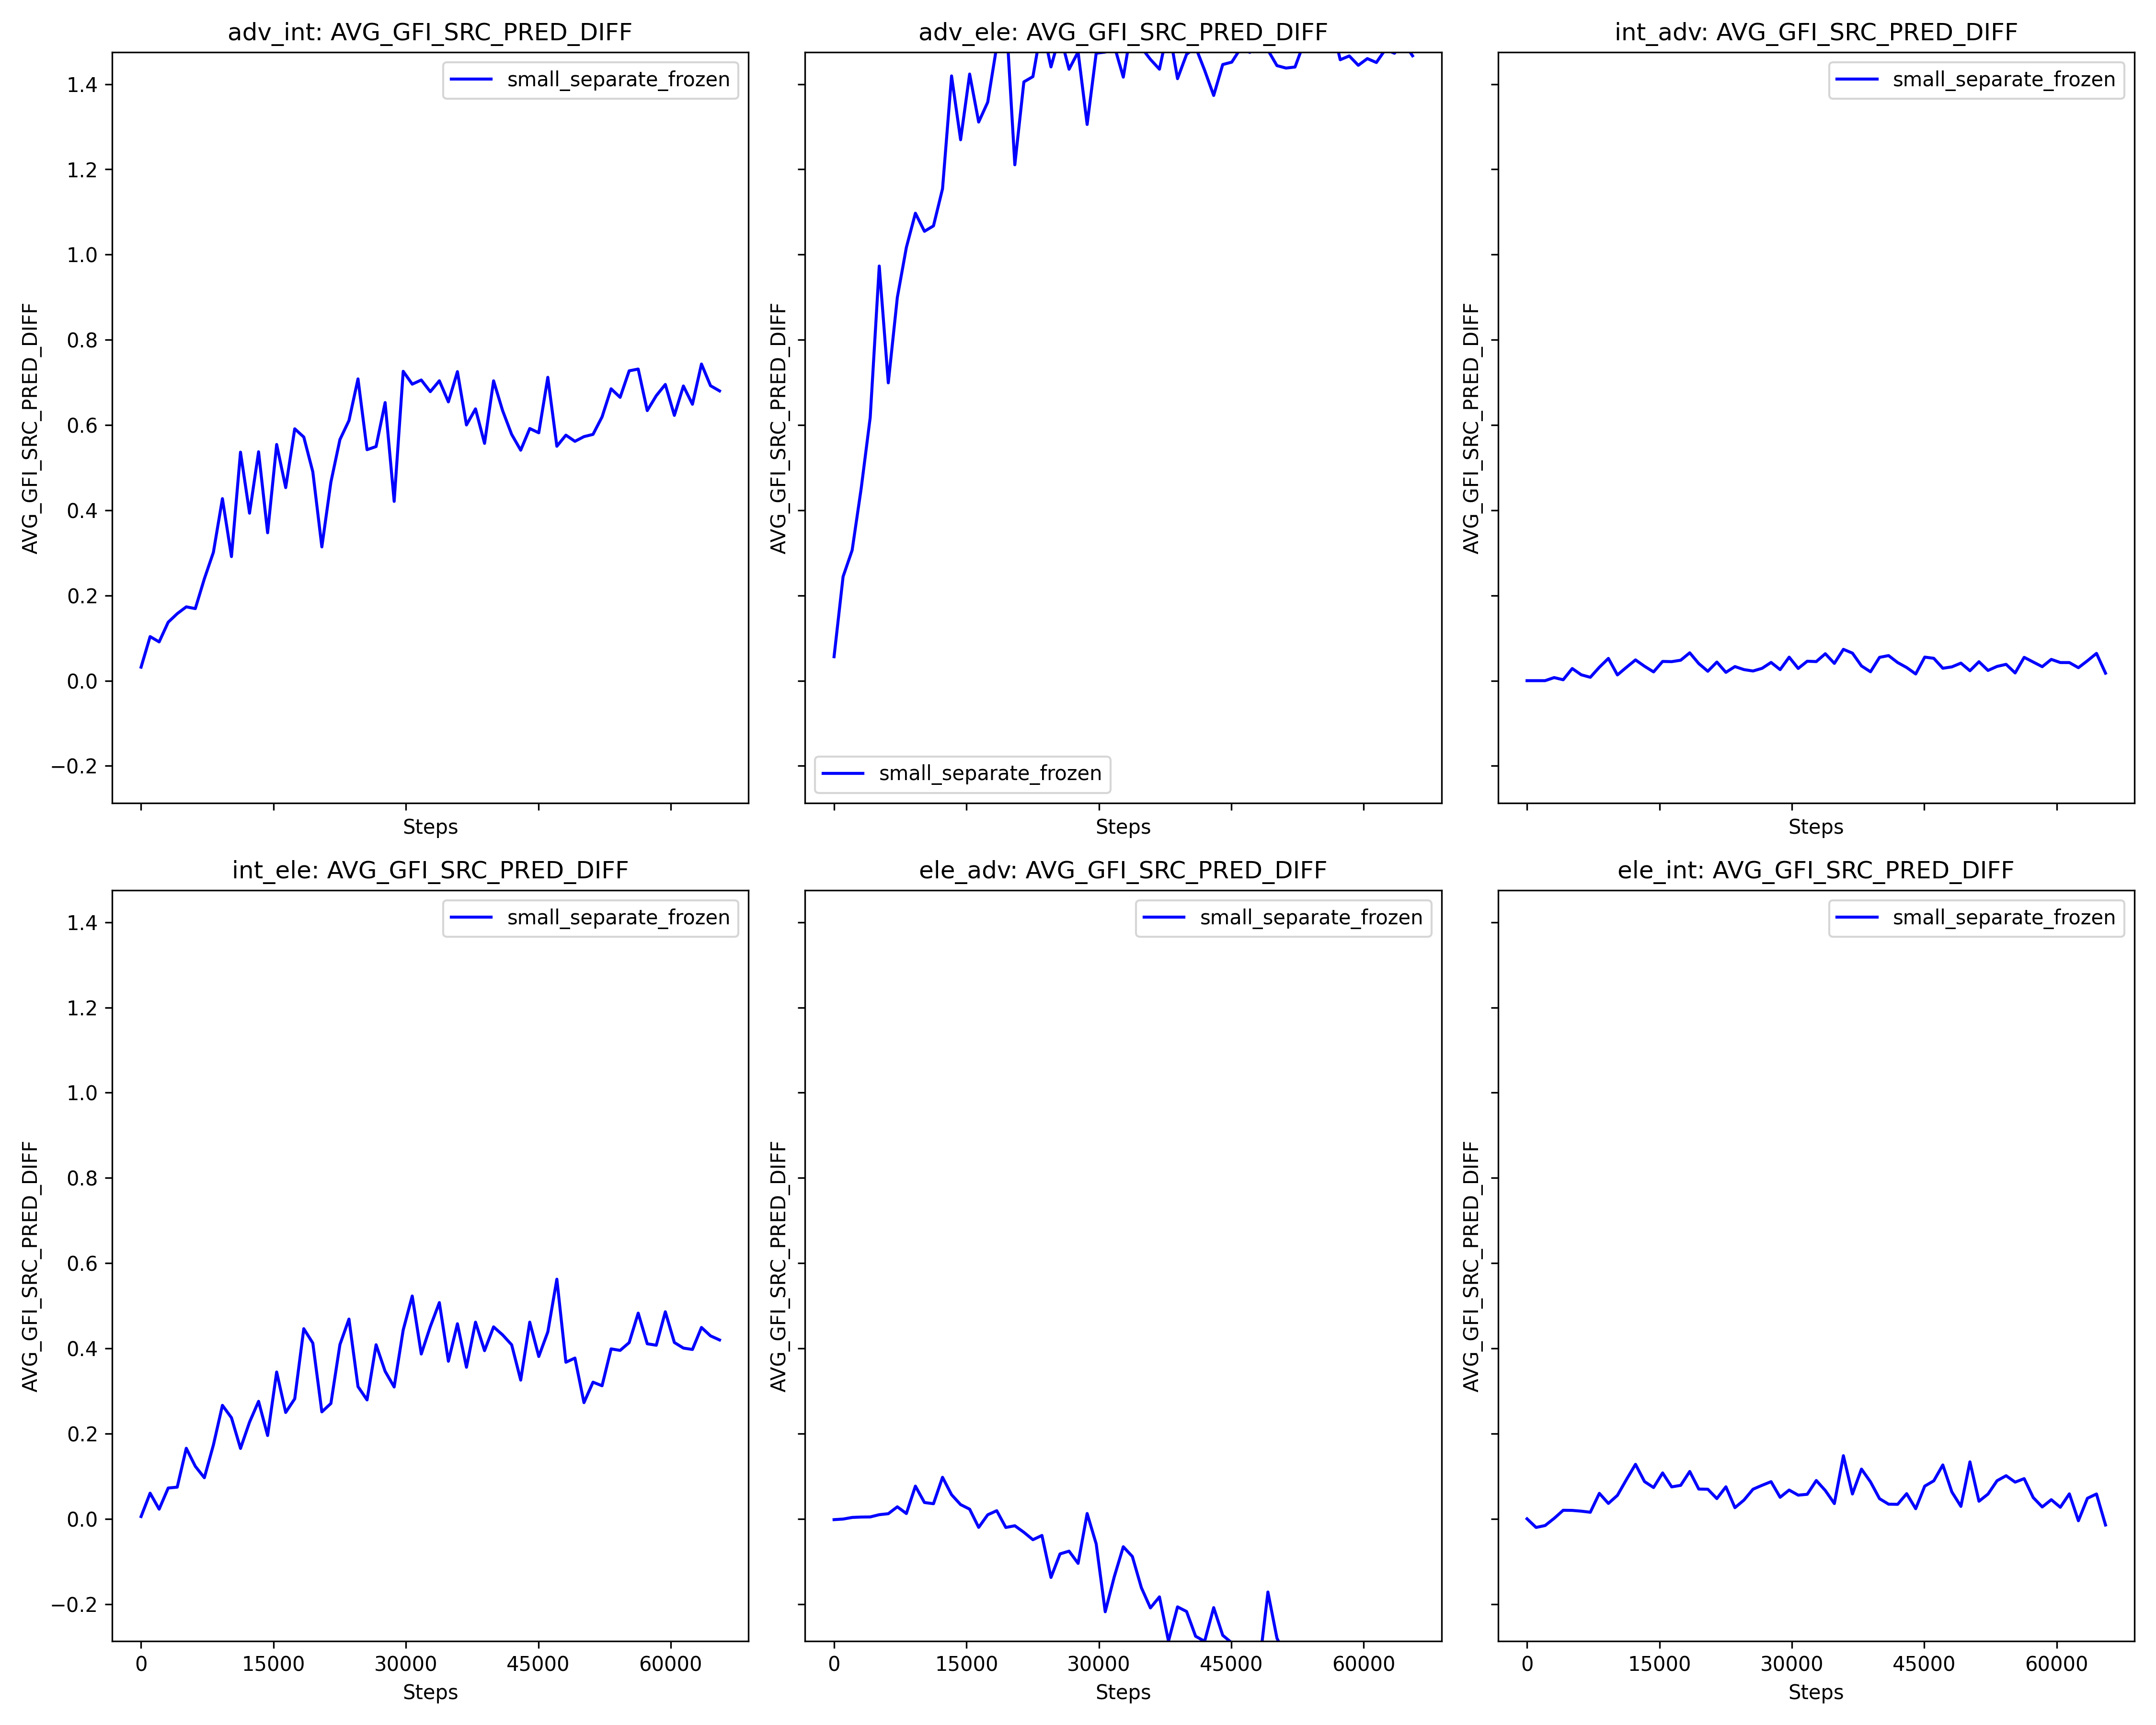 adv_int: AVG_GFI_SRC_PRED_DIFF
adv_ele: AVG_GFI_SRC_PRED_DIFF
int_adv: AVG_GFI_SRC_PRED_DIFF
small_separate_frozen
small_separate_frozen
small_separate_frozen
AVG_GFI_SRC_PRED_DIFF
AVG_GFI_SRC_PRED_DIFF
AVG_GFI_SRC_PRED_DIFF
1.4
1.2
1.0
0.8
0.6
0.4
0.2
0.0
−0.2
Steps
Steps
Steps
int_ele: AVG_GFI_SRC_PRED_DIFF
ele_adv: AVG_GFI_SRC_PRED_DIFF
ele_int: AVG_GFI_SRC_PRED_DIFF
small_separate_frozen
small_separate_frozen
small_separate_frozen
AVG_GFI_SRC_PRED_DIFF
AVG_GFI_SRC_PRED_DIFF
AVG_GFI_SRC_PRED_DIFF
1.4
1.2
1.0
0.8
0.6
0.4
0.2
0.0
−0.2
0 15000 30000 45000 60000
0 15000 30000 45000 60000
0 15000 30000 45000 60000
Steps
Steps
Steps